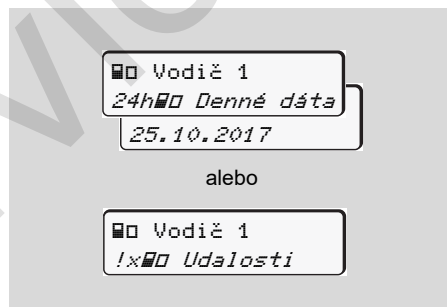 Vodič 1
24h Denné dáta
25.10.2017
alebo
Vodič 1
!x Udalosti